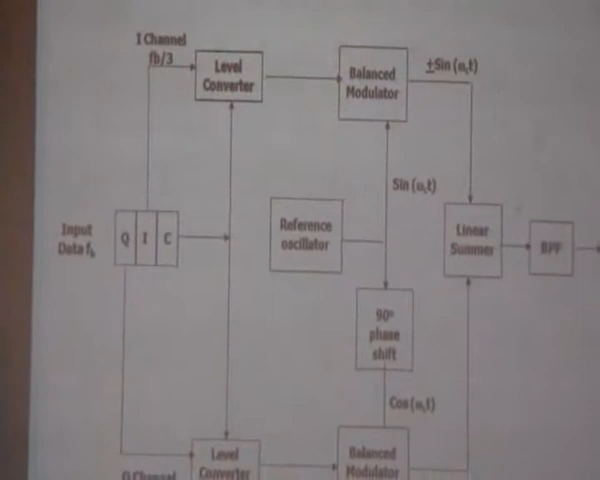 I Channel
fb/3
Level
Converter
Balanced
Modulator
±Sin (ωct)
Sin (ωct)
Input
Data fb
Q I C
Reference
oscillator
Linear
Summer
BPF
90°
phase
shift
Cos (ωct)
Level
Converter
Balanced
Modulator
Q Channel